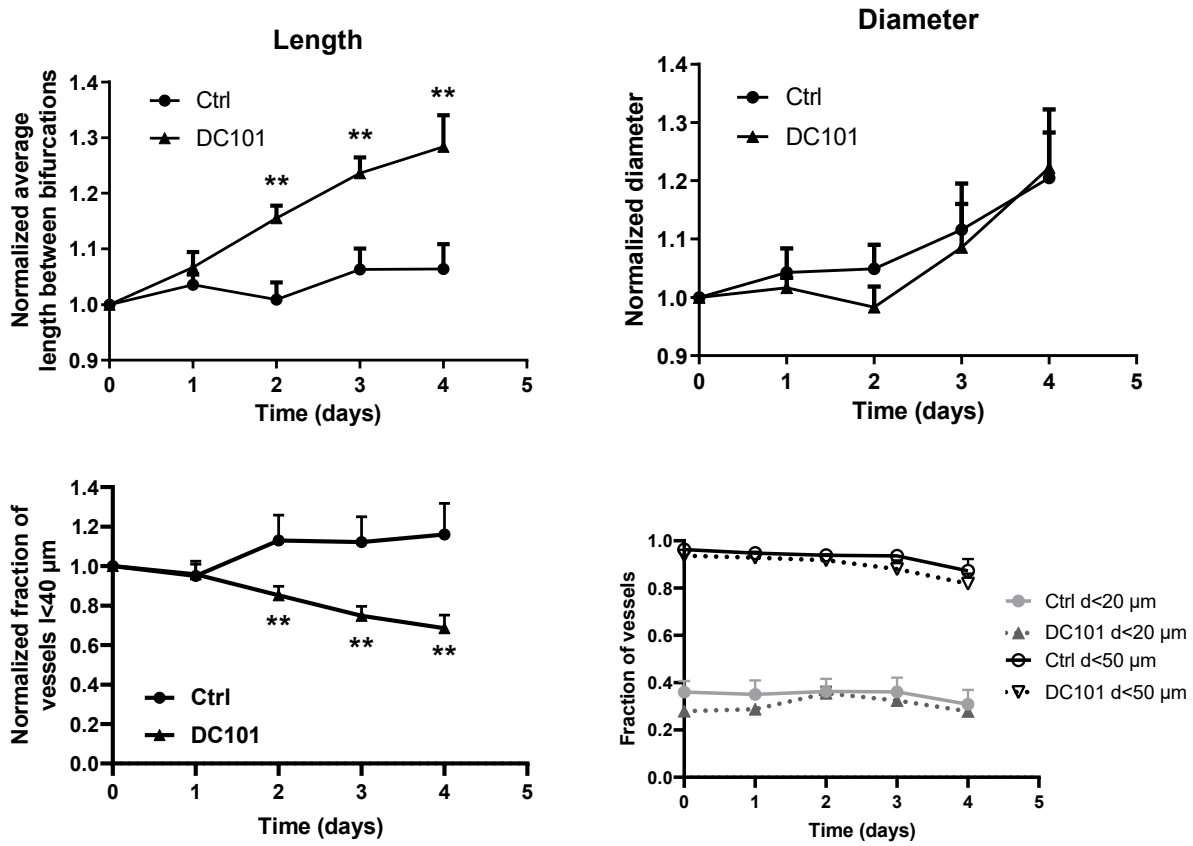 Length
Normalized average
length between bifurcations
1.4
1.3
1.2
1.1
1.0
0.9
Ctrl
DC101
**
**
**
0 1 2 3 4 5
Time (days)
Diameter
Normalized diameter
1.4
1.3
1.2
1.1
1.0
0.9
Ctrl
DC101
0 1 2 3 4 5
Time (days)
Normalized fraction of
vessels l<40 µm
1.4
1.2
1.0
0.8
0.6
0.4
0.2
0.0
**
**
**
Ctrl
DC101
0 1 2 3 4 5
Time (days)
Fraction of vessels
1.0
0.8
0.6
0.4
0.2
0.0
Ctrl d<20 µm
DC101 d<20 µm
Ctrl d<50 µm
DC101 d<50 µm
0 1 2 3 4 5
Time (days)